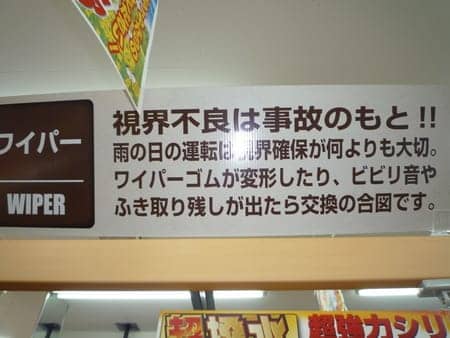 ワイパー
WIPER
視界不良は事故のもと!!
雨の日の運転は視界確保が何よりも大切。
ワイパーゴムが変形したり、ビビリ音や
ふき取り残しが出たら交換の合図です。
超撥水
超強力シリ